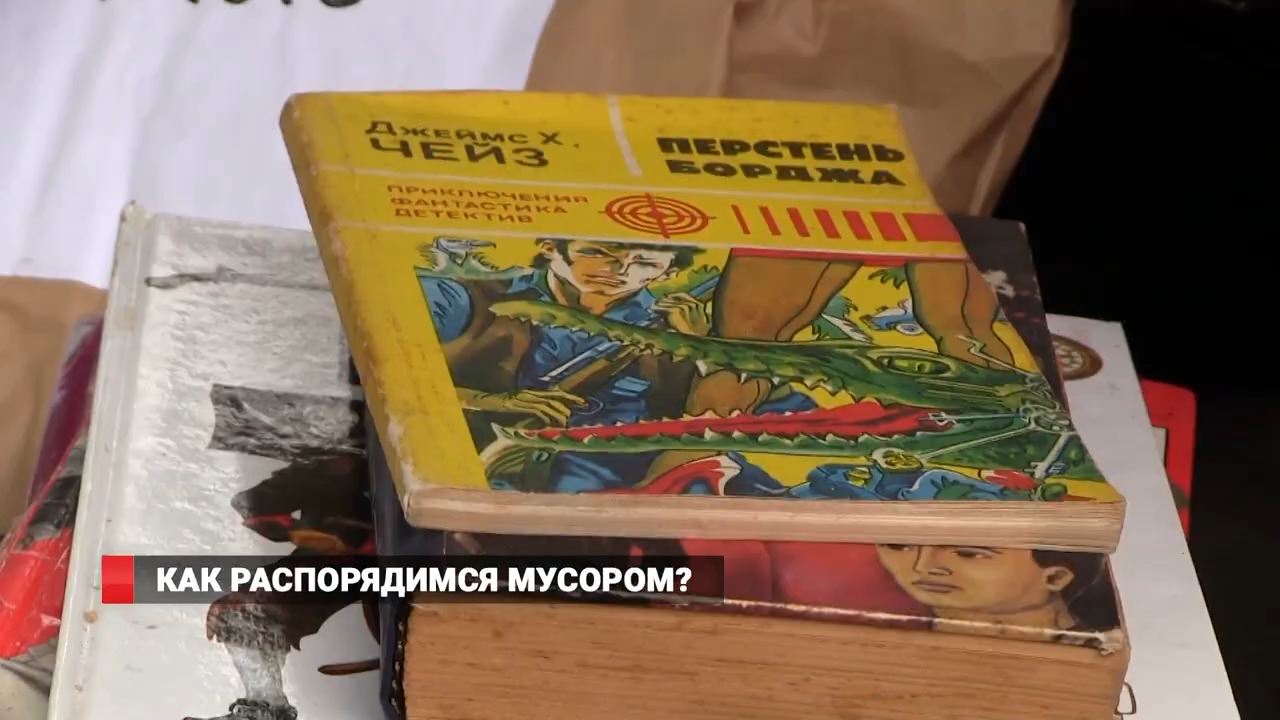 Джеймс Х.
ЧЕЙЗ
ПЕРСТЕНЬ
БОРДЖА
ПРИКЛЮЧЕНИЯ
ФАНТАСТИКА
ДЕТЕКТИВ
КАК РАСПОРЯДИМСЯ МУСОРОМ?